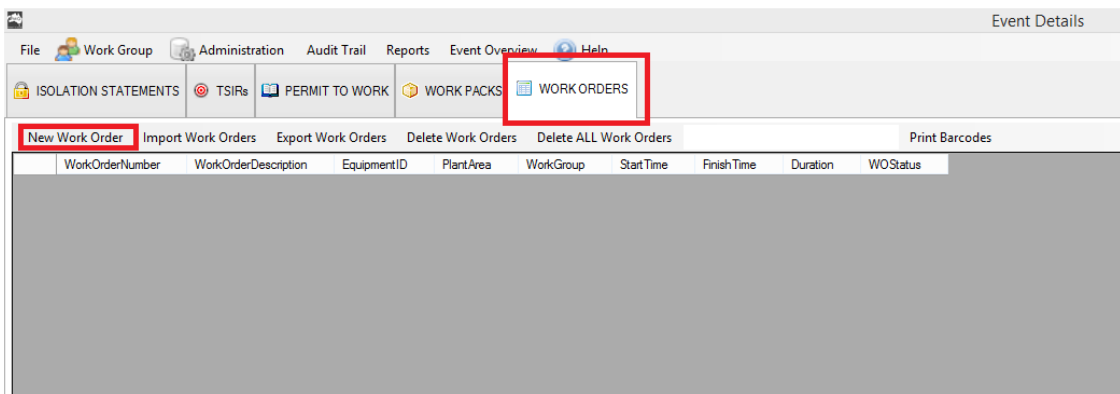 Event Details
File Work Group Administration Audit Trail Reports Event Overview Help
ISOLATION STATEMENTS TSIRs PERMIT TO WORK WORK PACKS WORK ORDERS
New Work Order Import Work Orders Export Work Orders Delete Work Orders Delete ALL Work Orders Print Barcodes
WorkOrderNumber WorkOrderDescription EquipmentID PlantArea WorkGroup StartTime FinishTime Duration WOStatus